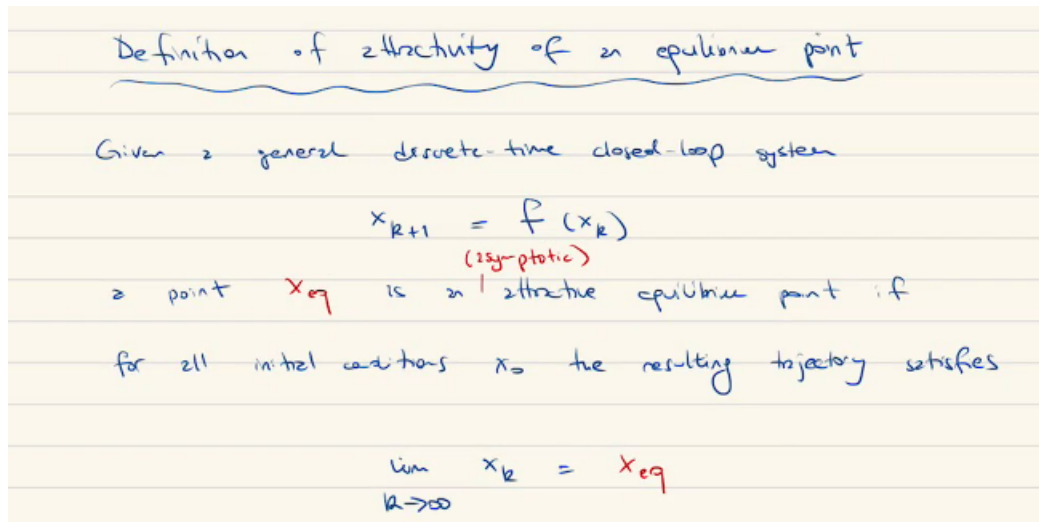 Definition of attractivity of an equilibrium point
Given a general discrete-time closed-loop system
x_{k+1} = f(x_k)
(asymptotic)
a point x_eq is an attractive equilibrium point if
for all initial conditions x_0 the resulting trajectory satisfies
lim x_k = x_eq
k→∞